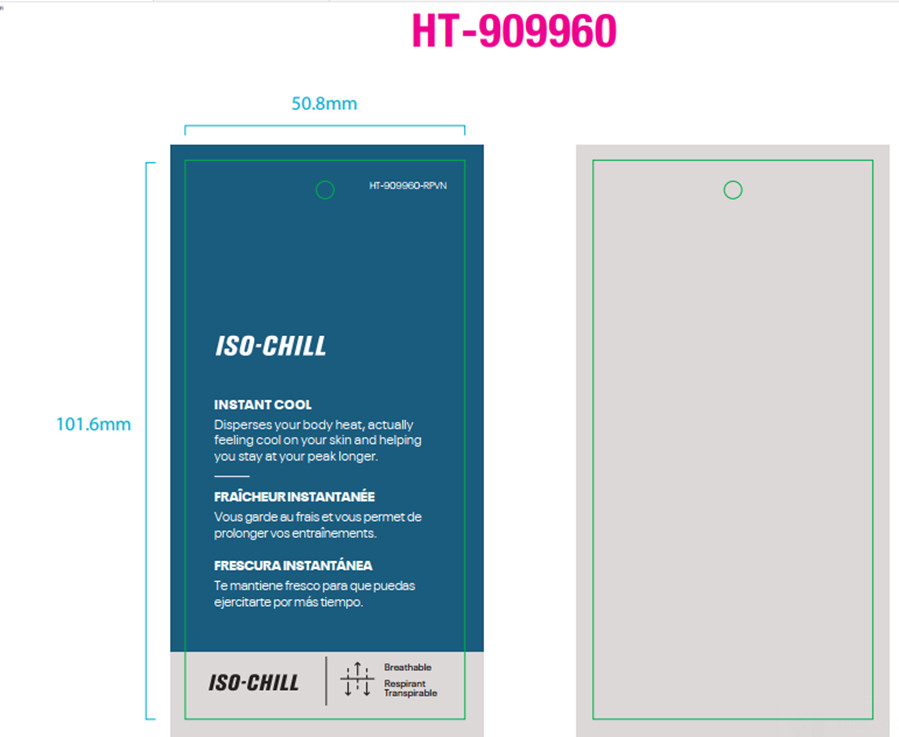 HT-909960
50.8mm
HT-909960-RPVN
ISO-CHILL
101.6mm
INSTANT COOL
Disperses your body heat, actually
feeling cool on your skin and helping
you stay at your peak longer.
FRAÎCHEUR INSTANTANÉE
Vous garde au frais et vous permet de
prolonger vos entraînements.
FRESCURA INSTANTÁNEA
Te mantiene fresco para que puedas
ejercitarte por más tiempo.
ISO-CHILL
Breathable
Respirant
Transpirable